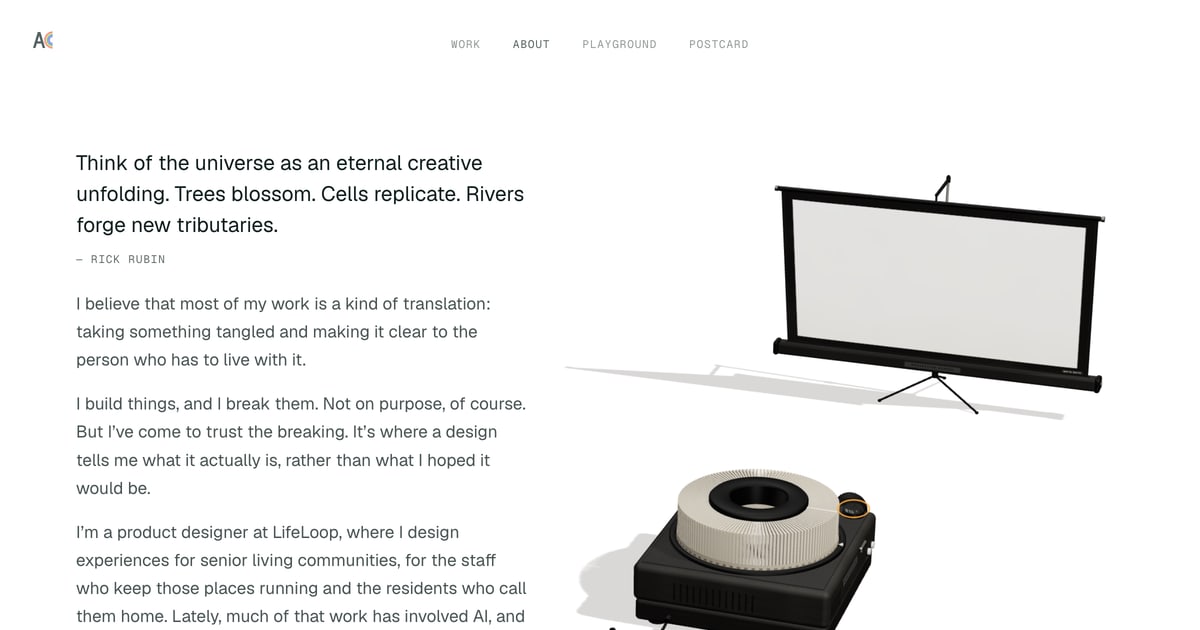 AC
WORK
ABOUT
PLAYGROUND
POSTCARD
Think of the universe as an eternal creative
unfolding. Trees blossom. Cells replicate. Rivers
forge new tributaries.
— RICK RUBIN
I believe that most of my work is a kind of translation:
taking something tangled and making it clear to the
person who has to live with it.
I build things, and I break them. Not on purpose, of course.
But I’ve come to trust the breaking. It’s where a design
tells me what it actually is, rather than what I hoped it
would be.
I’m a product designer at LifeLoop, where I design
experiences for senior living communities, for the staff
who keep those places running and the residents who call
them home. Lately, much of that work has involved AI, and